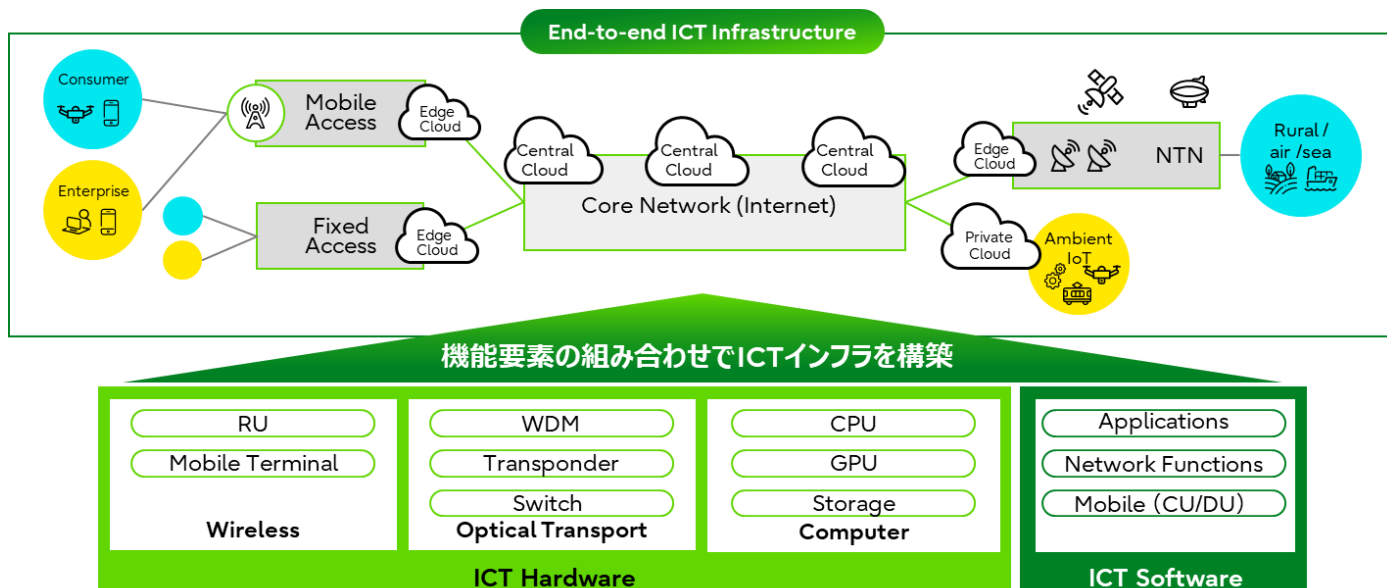 End-to-end ICT Infrastructure
Consumer
Enterprise
Mobile
Access
Edge
Cloud
Fixed
Access
Edge
Cloud
Central
Cloud
Central
Cloud
Central
Cloud
Core Network (Internet)
Edge
Cloud
NTN
Rural /
air /sea
Private
Cloud
Ambient
IoT
機能要素の組み合わせでICTインフラを構築
RU
Mobile Terminal
Wireless
WDM
Transponder
Switch
Optical Transport
CPU
GPU
Storage
Computer
ICT Hardware
Applications
Network Functions
Mobile (CU/DU)
ICT Software